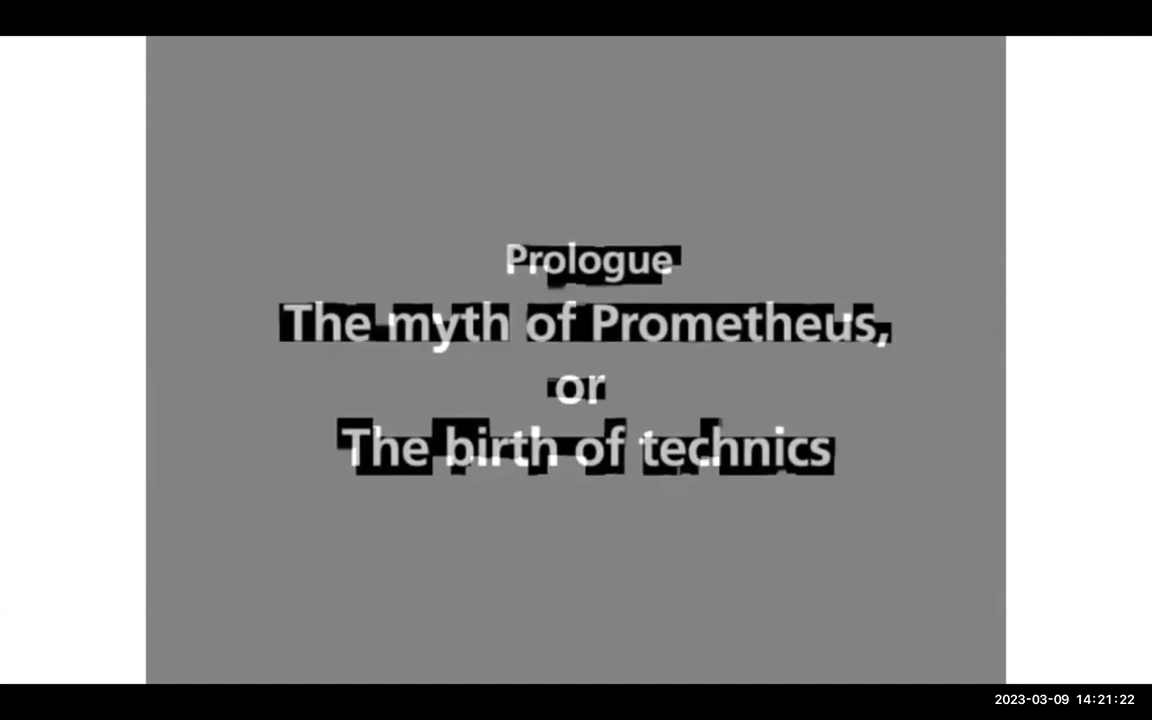 Prologue
The myth of Prometheus,
or
The birth of technics
2023-03-09 14:21:22